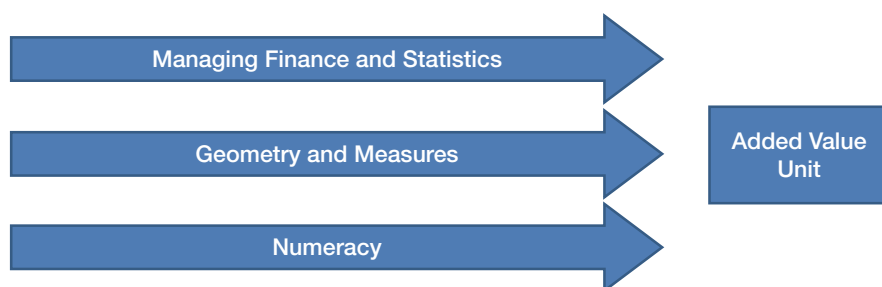 Managing Finance and Statistics
Geometry and Measures
Added Value
Unit
Numeracy